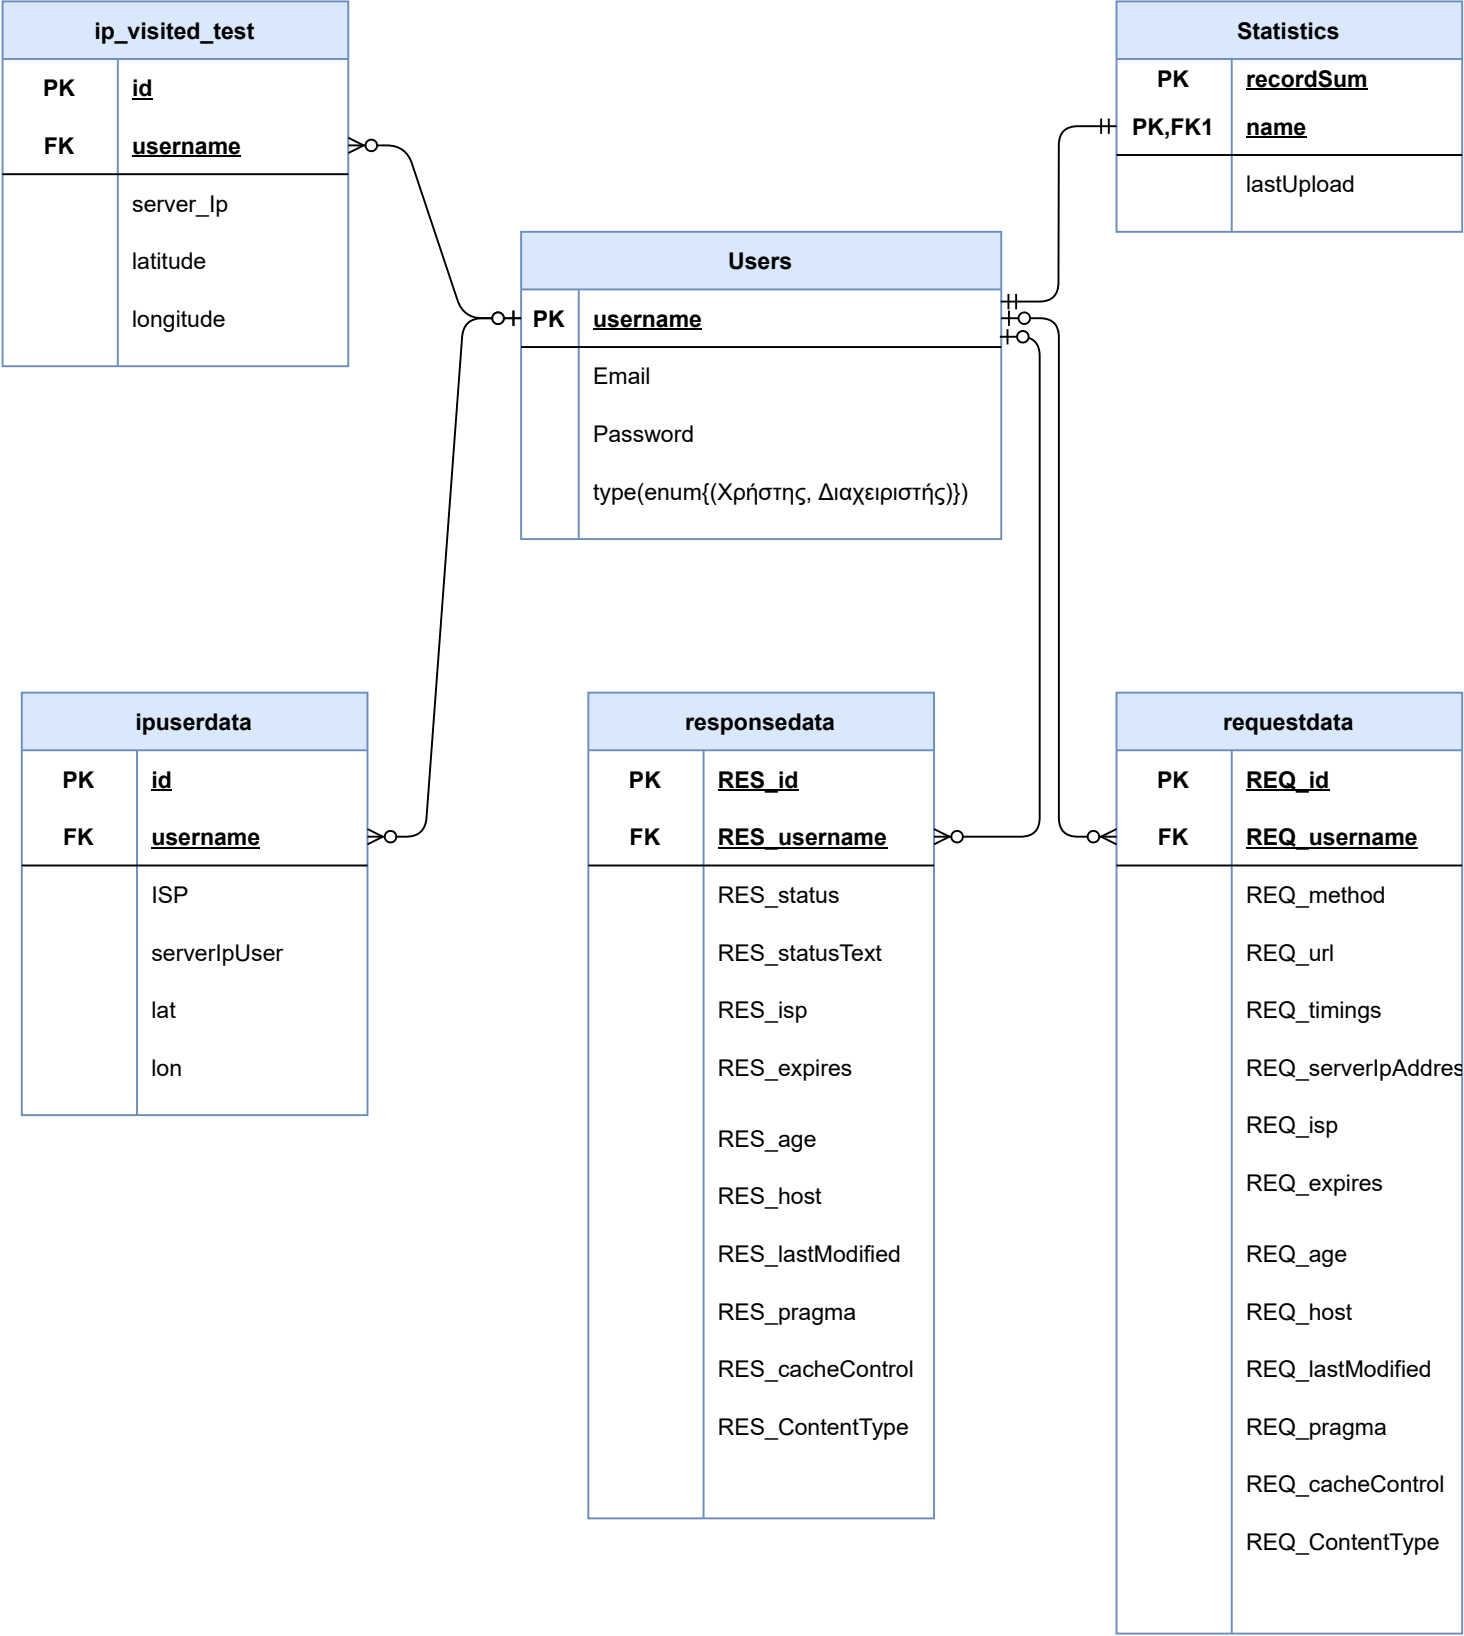 ip_visited_test
PK id
FK username
server_Ip
latitude
longitude
Statistics
PK recordSum
PK,FK1 name
lastUpload
Users
PK username
Email
Password
type(enum{(Χρήστης, Διαχειριστής)})
ipuserdata
PK id
FK username
ISP
serverIpUser
lat
lon
responsedata
PK RES_id
FK RES_username
RES_status
RES_statusText
RES_isp
RES_expires
RES_age
RES_host
RES_lastModified
RES_pragma
RES_cacheControl
RES_ContentType
requestdata
PK REQ_id
FK REQ_username
REQ_method
REQ_url
REQ_timings
REQ_serverIpAddres
REQ_isp
REQ_expires
REQ_age
REQ_host
REQ_lastModified
REQ_pragma
REQ_cacheControl
REQ_ContentType